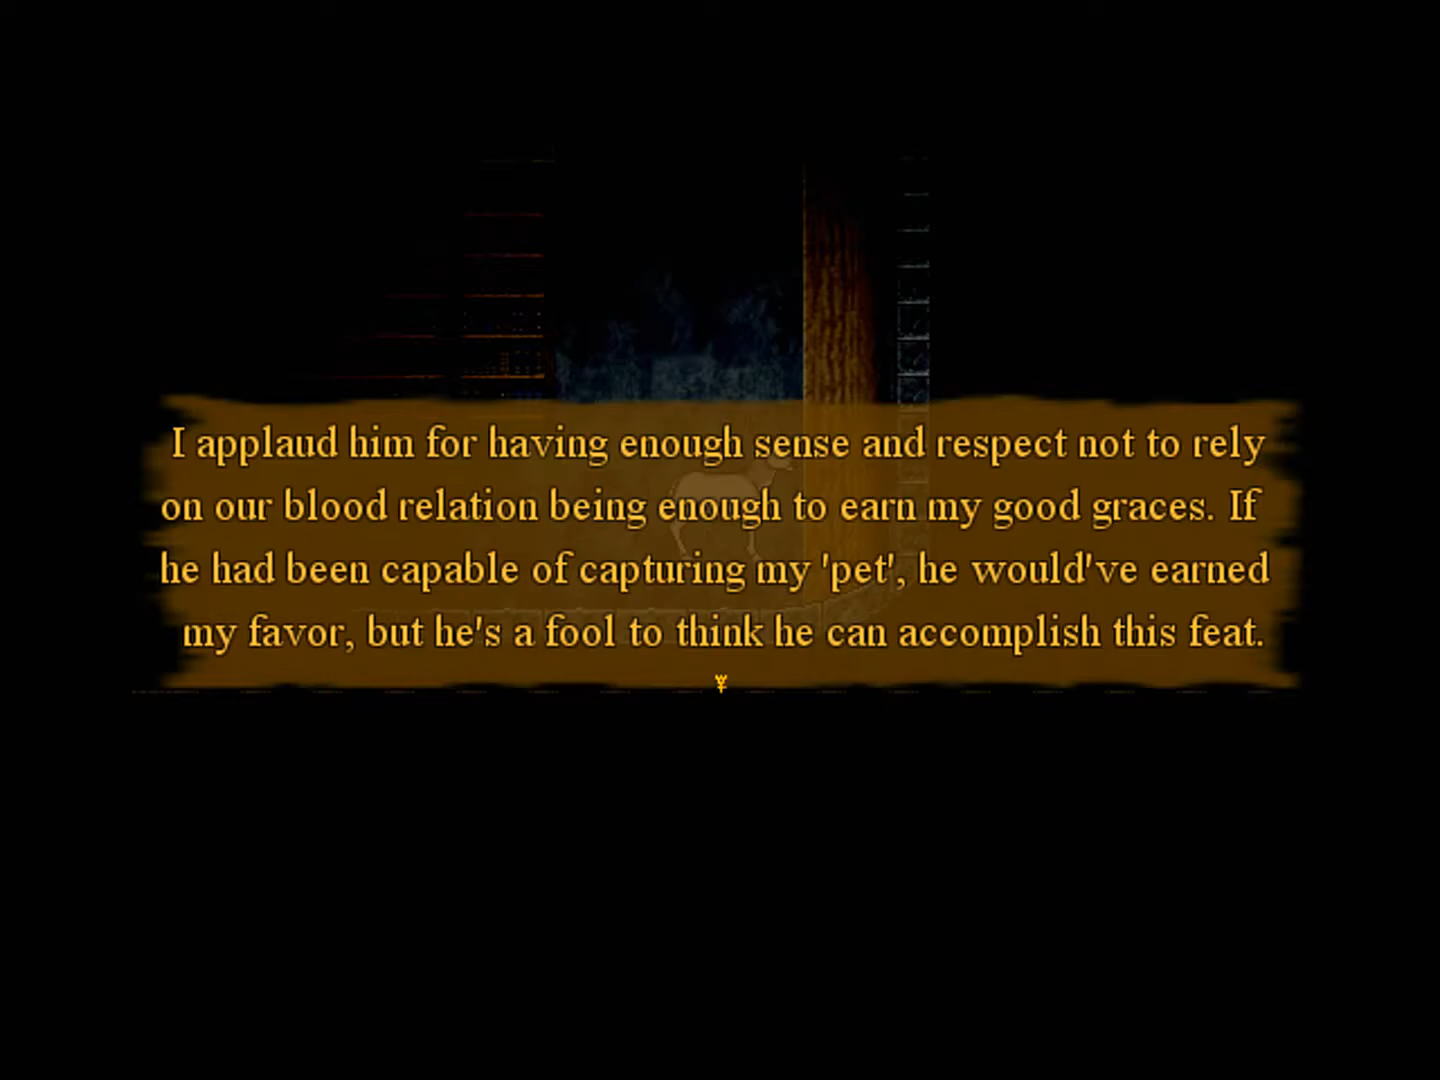 I applaud him for having enough sense and respect not to rely
on our blood relation being enough to earn my good graces. If
he had been capable of capturing my 'pet', he would've earned
my favor, but he's a fool to think he can accomplish this feat.